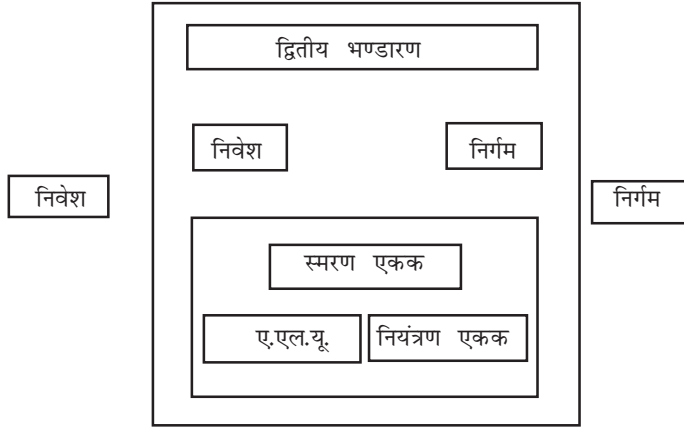 द्वितीय भण्डारण
निवेश
निर्गम
निवेश
निर्गम
स्मरण एकक
ए.एल.यू.
नियंत्रण एकक